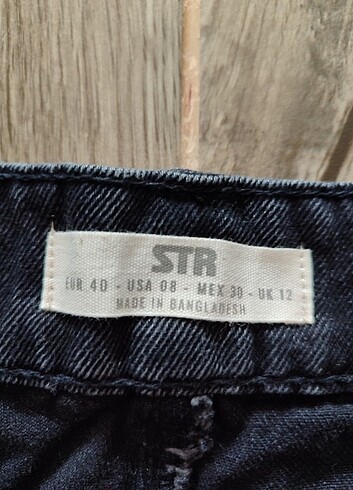 STR
EUR 40 - USA 08 - MEX 30 - UK 12
MADE IN BANGLADESH